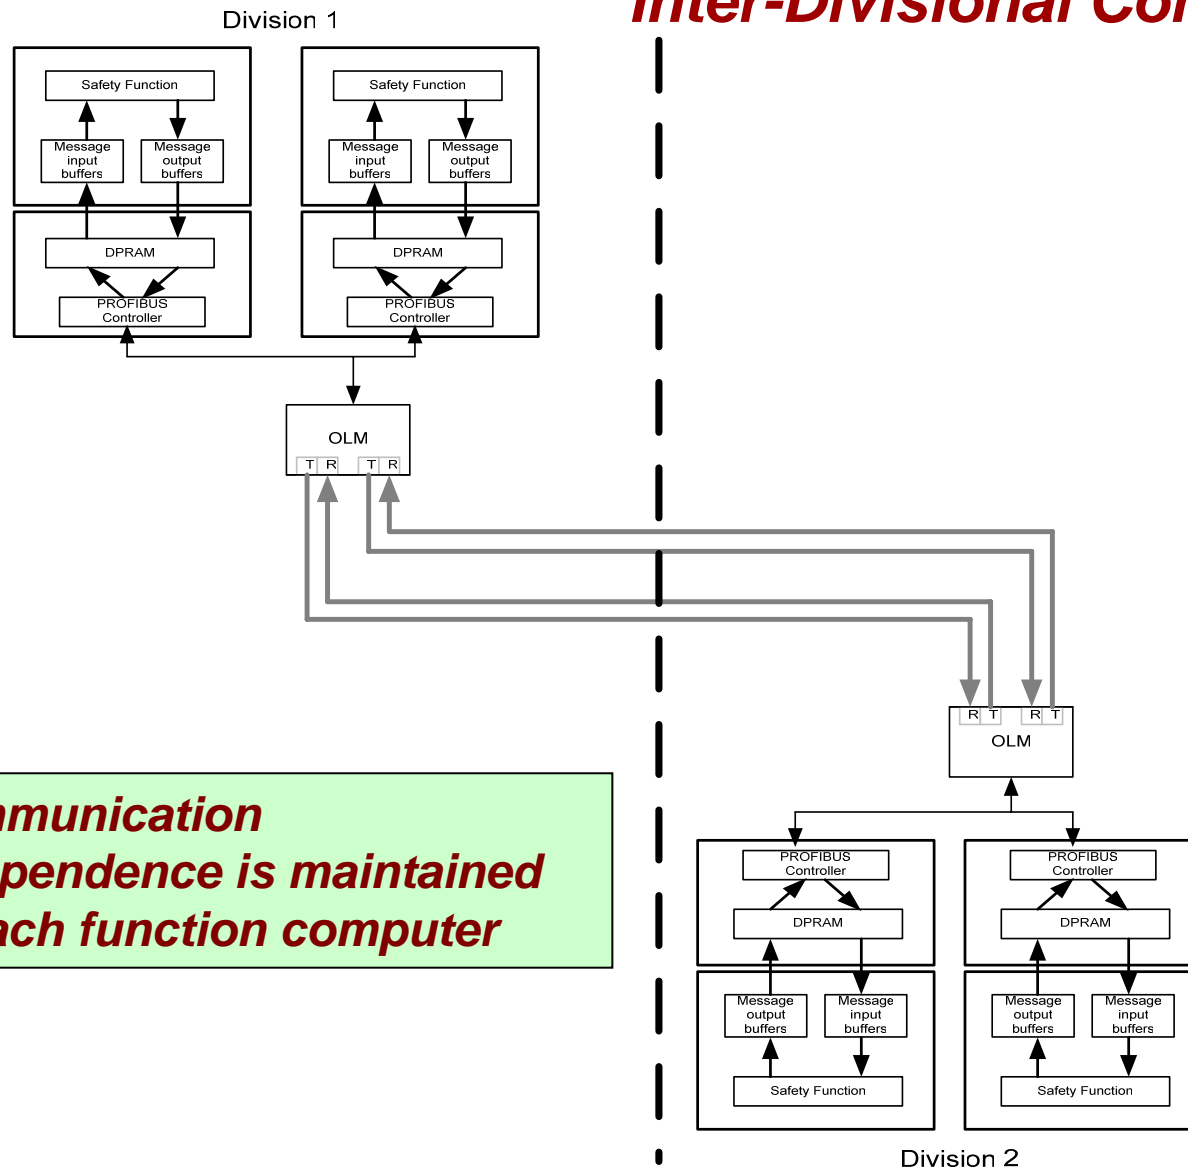 Division 1
Inter-Divisional Con
Safety Function
Safety Function
Message
input
buffers
Message
output
buffers
Message
input
buffers
Message
output
buffers
DPRAM
DPRAM
PROFIBUS
Controller
PROFIBUS
Controller
OLM
T R T R
R T R T
OLM
mmunication
pendence is maintained
ach function computer
PROFIBUS
Controller
PROFIBUS
Controller
DPRAM
DPRAM
Message
output
buffers
Message
input
buffers
Message
output
buffers
Message
input
buffers
Safety Function
Safety Function
Division 2